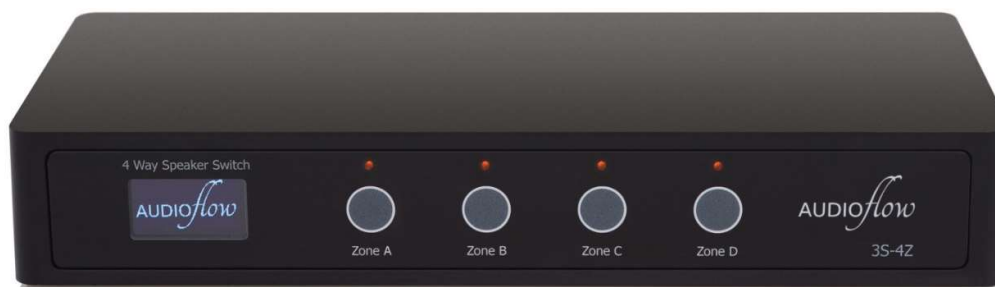 4 Way Speaker Switch
AUDIOflow
Zone A
Zone B
Zone C
Zone D
AUDIOflow
3S-4Z